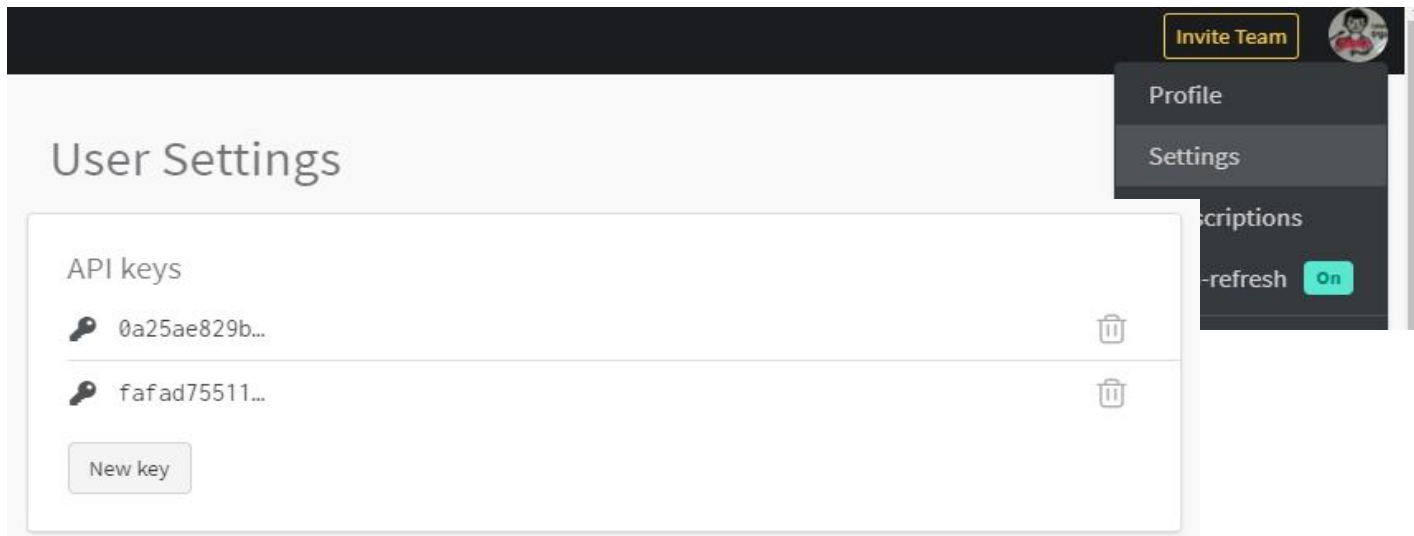 Invite Team
Profile
User Settings
Settings
scriptions
-refresh On
API keys
0a25ae829b…
fafad75511…
New key